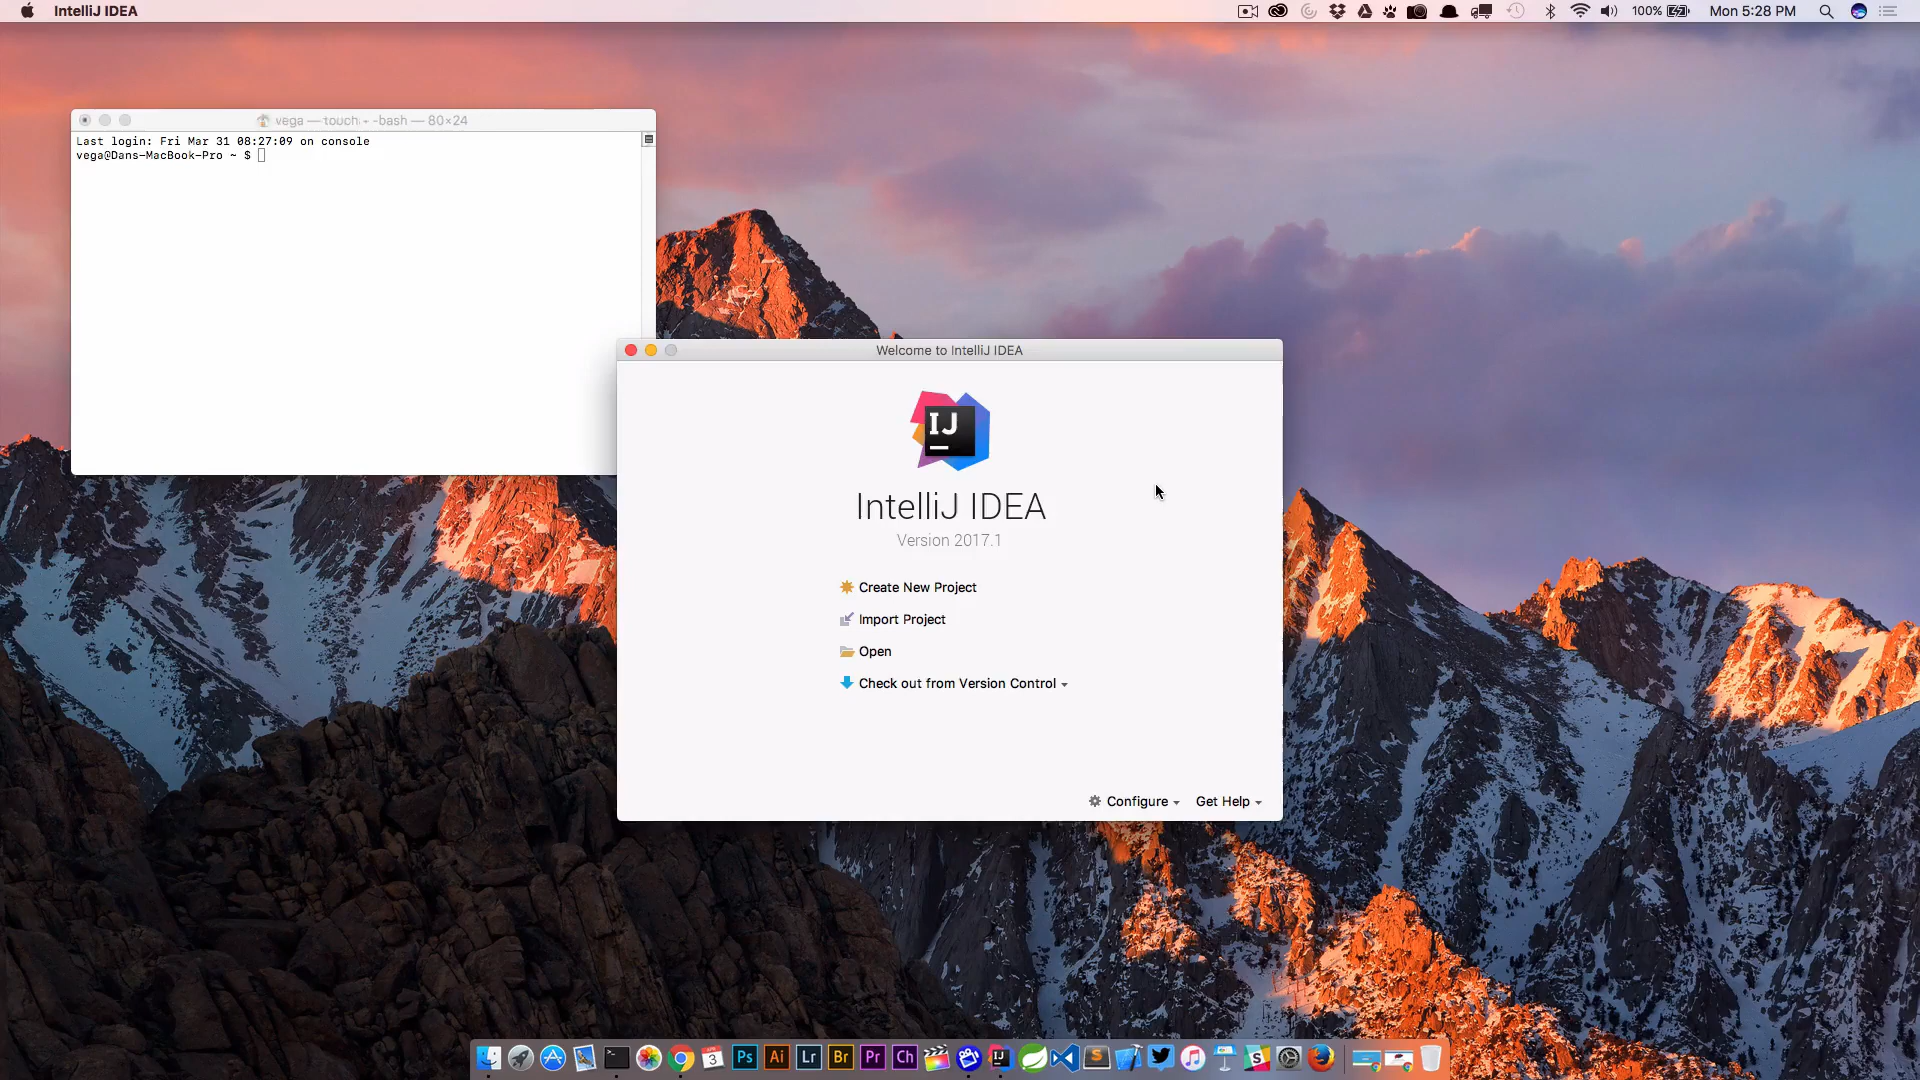 IntelliJ IDEA
100%
Mon 5:28 PM
vega — touch ◂ -bash — 80×24
Last login: Fri Mar 31 08:27:09 on console
vega@Dans-MacBook-Pro ~ $
Welcome to IntelliJ IDEA
IJ
IntelliJ IDEA
Version 2017.1
Create New Project
Import Project
Open
Check out from Version Control
Configure
Get Help
3
Ps
Ai
Lr
Br
Pr
Ch
IJ
S
S